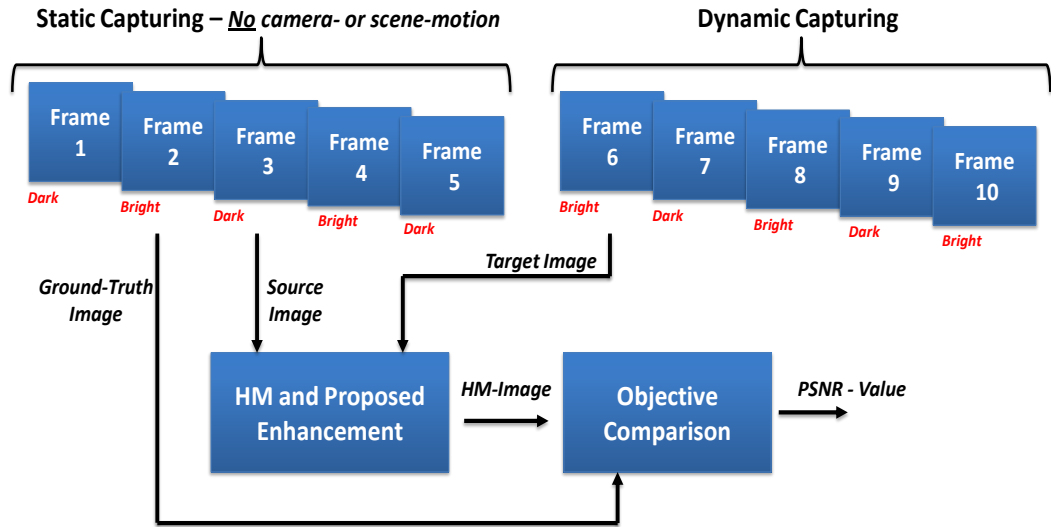 Static Capturing – No camera- or scene-motion
Dynamic Capturing
Frame
1
Frame
2
Frame
3
Frame
4
Frame
5
Dark
Bright
Dark
Bright
Dark
Frame
6
Frame
7
Frame
8
Frame
9
Frame
10
Bright
Dark
Bright
Dark
Bright
Ground-Truth
Image
Source
Image
Target Image
HM and Proposed
Enhancement
HM-Image
Objective
Comparison
PSNR - Value